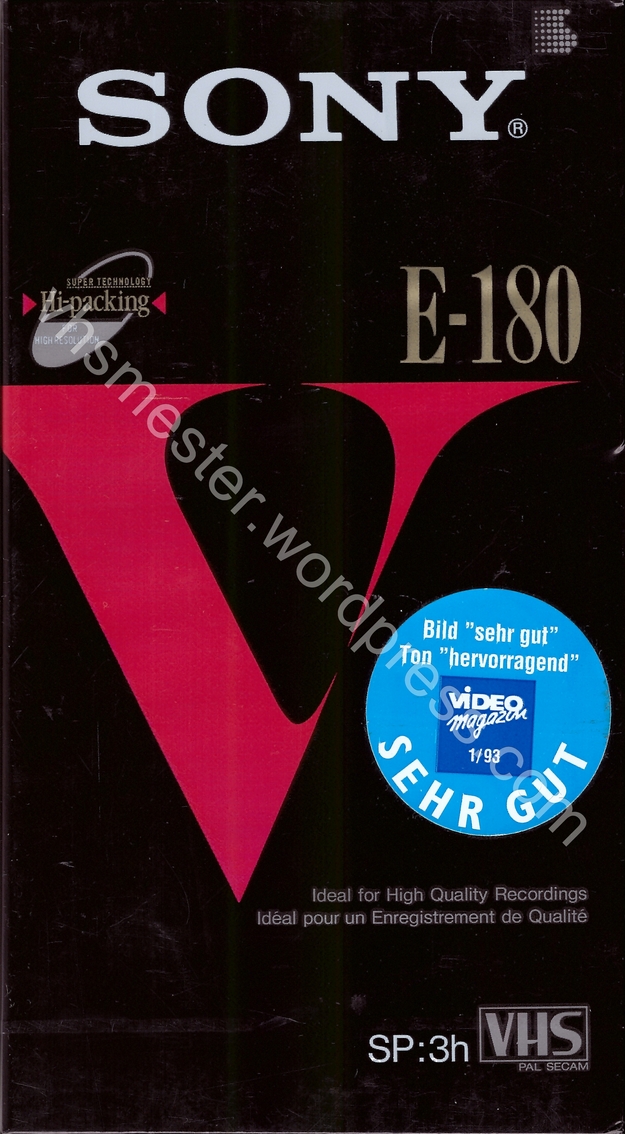 SONY®
SUPER TECHNOLOGY
Hi-packing
FOR
HIGH RESOLUTION
E-180
V
vhsmester.wordpress.com
Bild "sehr gut"
Ton "hervorragend"
VIDEO
magazin
1/93
SEHR GUT
Ideal for High Quality Recordings
Idéal pour un Enregistrement de Qualité
SP:3h
VHS
PAL SECAM